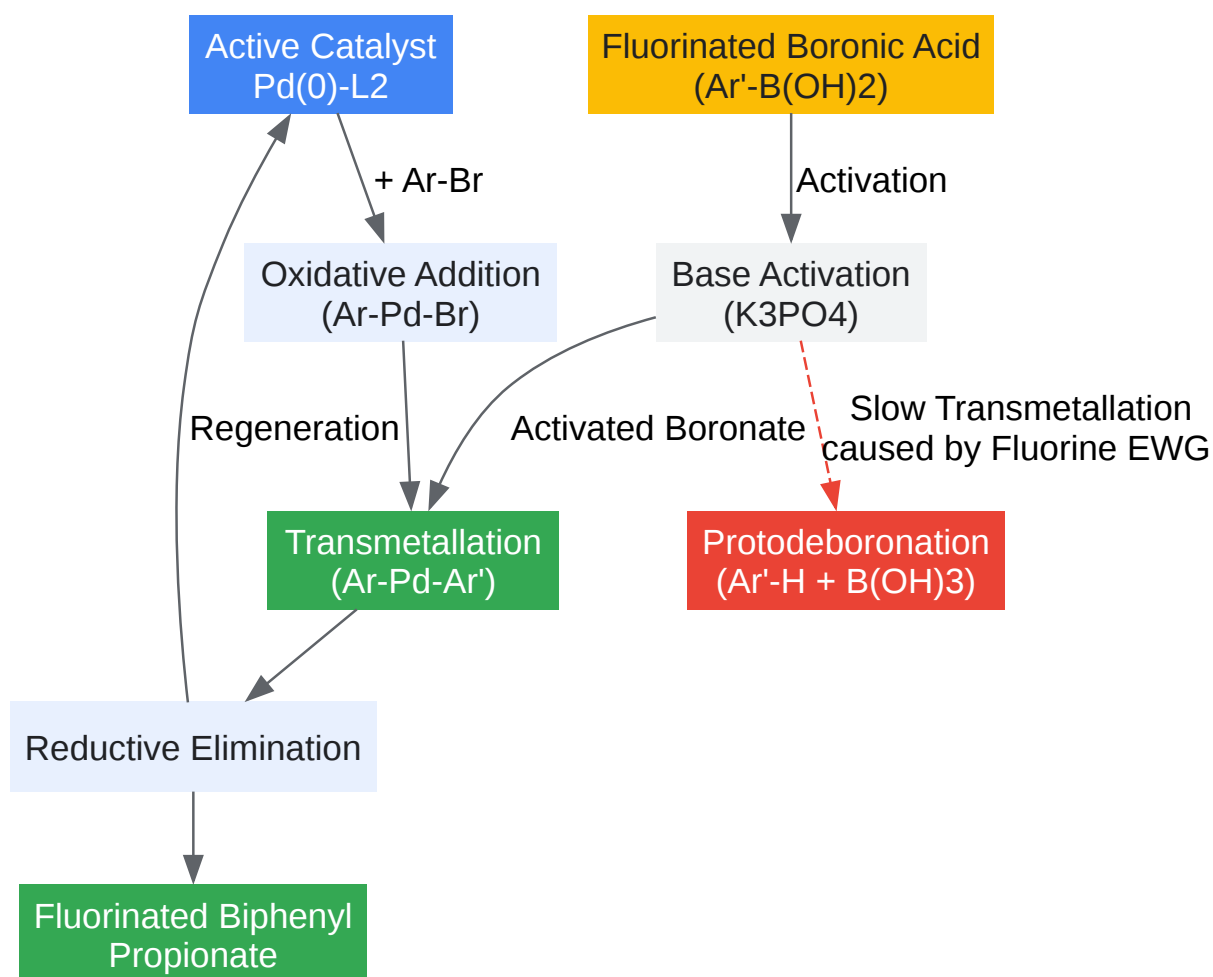 Active Catalyst
Pd(0)-L2
Fluorinated Boronic Acid
(Ar'-B(OH)2)
+ Ar-Br
Activation
Oxidative Addition
(Ar-Pd-Br)
Base Activation
(K3PO4)
Regeneration
Activated Boronate
Slow Transmetallation
caused by Fluorine EWG
Transmetallation
(Ar-Pd-Ar')
Protodeboronation
(Ar'-H + B(OH)3)
Reductive Elimination
Fluorinated Biphenyl
Propionate